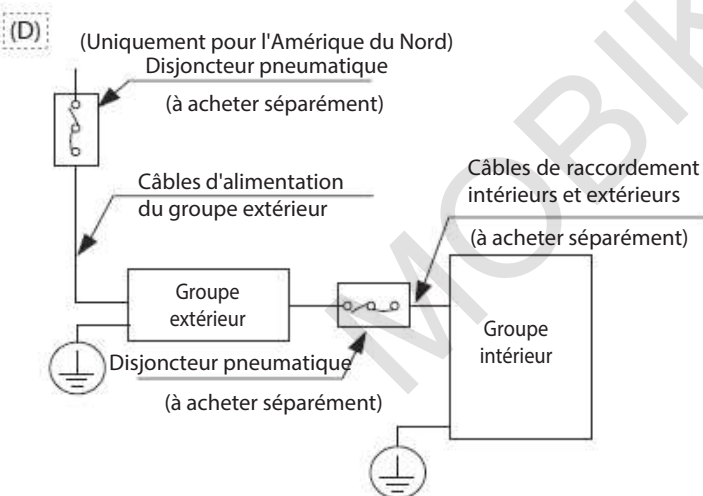 (D)
(Uniquement pour l'Amérique du Nord)
Disjoncteur pneumatique
(à acheter séparément)
Câbles d'alimentation
du groupe extérieur
Câbles de raccordement
intérieurs et extérieurs
(à acheter séparément)
Groupe
extérieur
Groupe
intérieur
Disjoncteur pneumatique
(à acheter séparément)
MOBIK